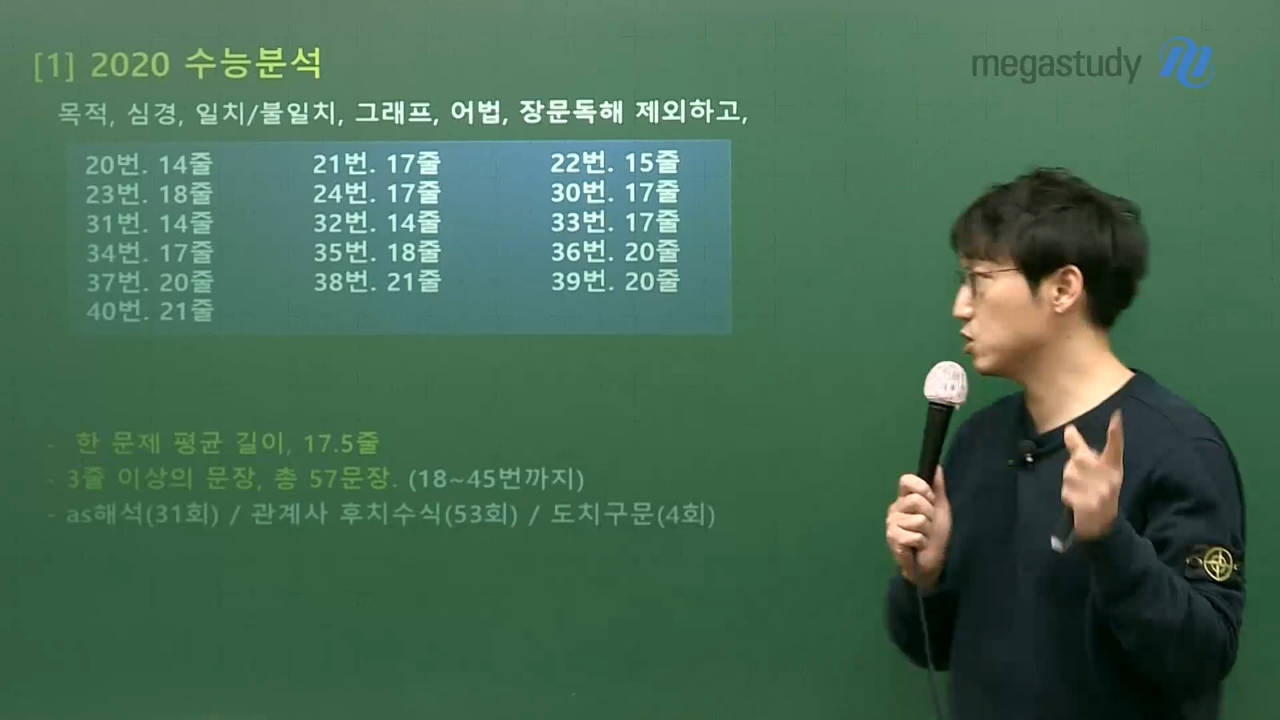 [1] 2020 수능분석
megastudy
목적, 심경, 일치/불일치, 그래프, 어법, 장문독해 제외하고,
20번. 14줄 21번. 17줄 22번. 15줄
23번. 18줄 24번. 17줄 30번. 17줄
31번. 14줄 32번. 14줄 33번. 17줄
34번. 17줄 35번. 18줄 36번. 20줄
37번. 20줄 38번. 21줄 39번. 20줄
40번. 21줄
- 한 문제 평균 길이, 17.5줄
- 3줄 이상의 문장, 총 57문장. (18~45번까지)
- as해석(31회) / 관계사 후치수식(53회) / 도치구문(4회)